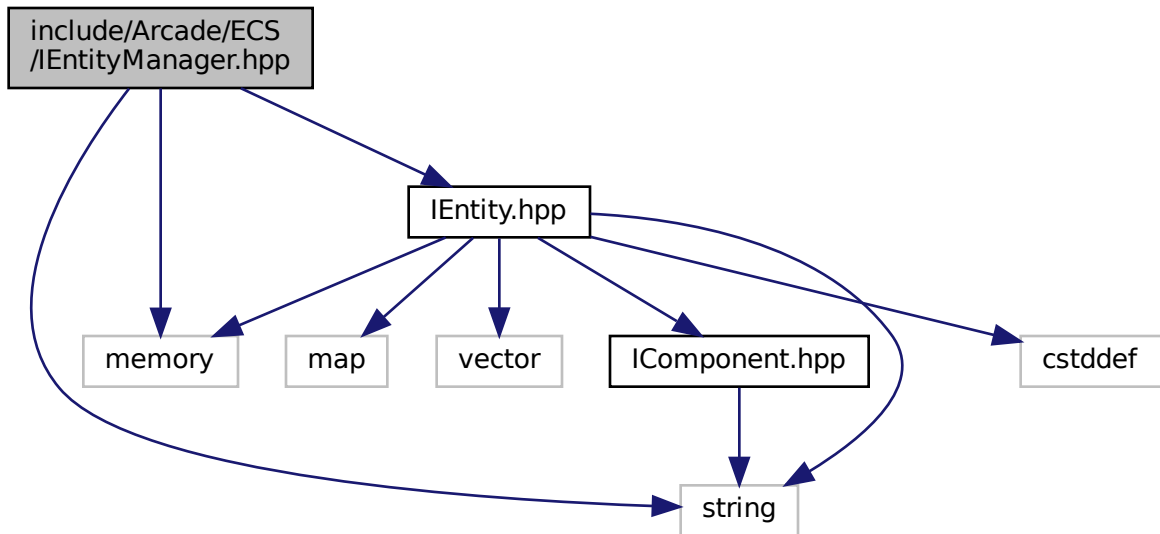 include/Arcade/ECS
/IEntityManager.hpp
IEntity.hpp
memory
map
vector
IComponent.hpp
cstddef
string